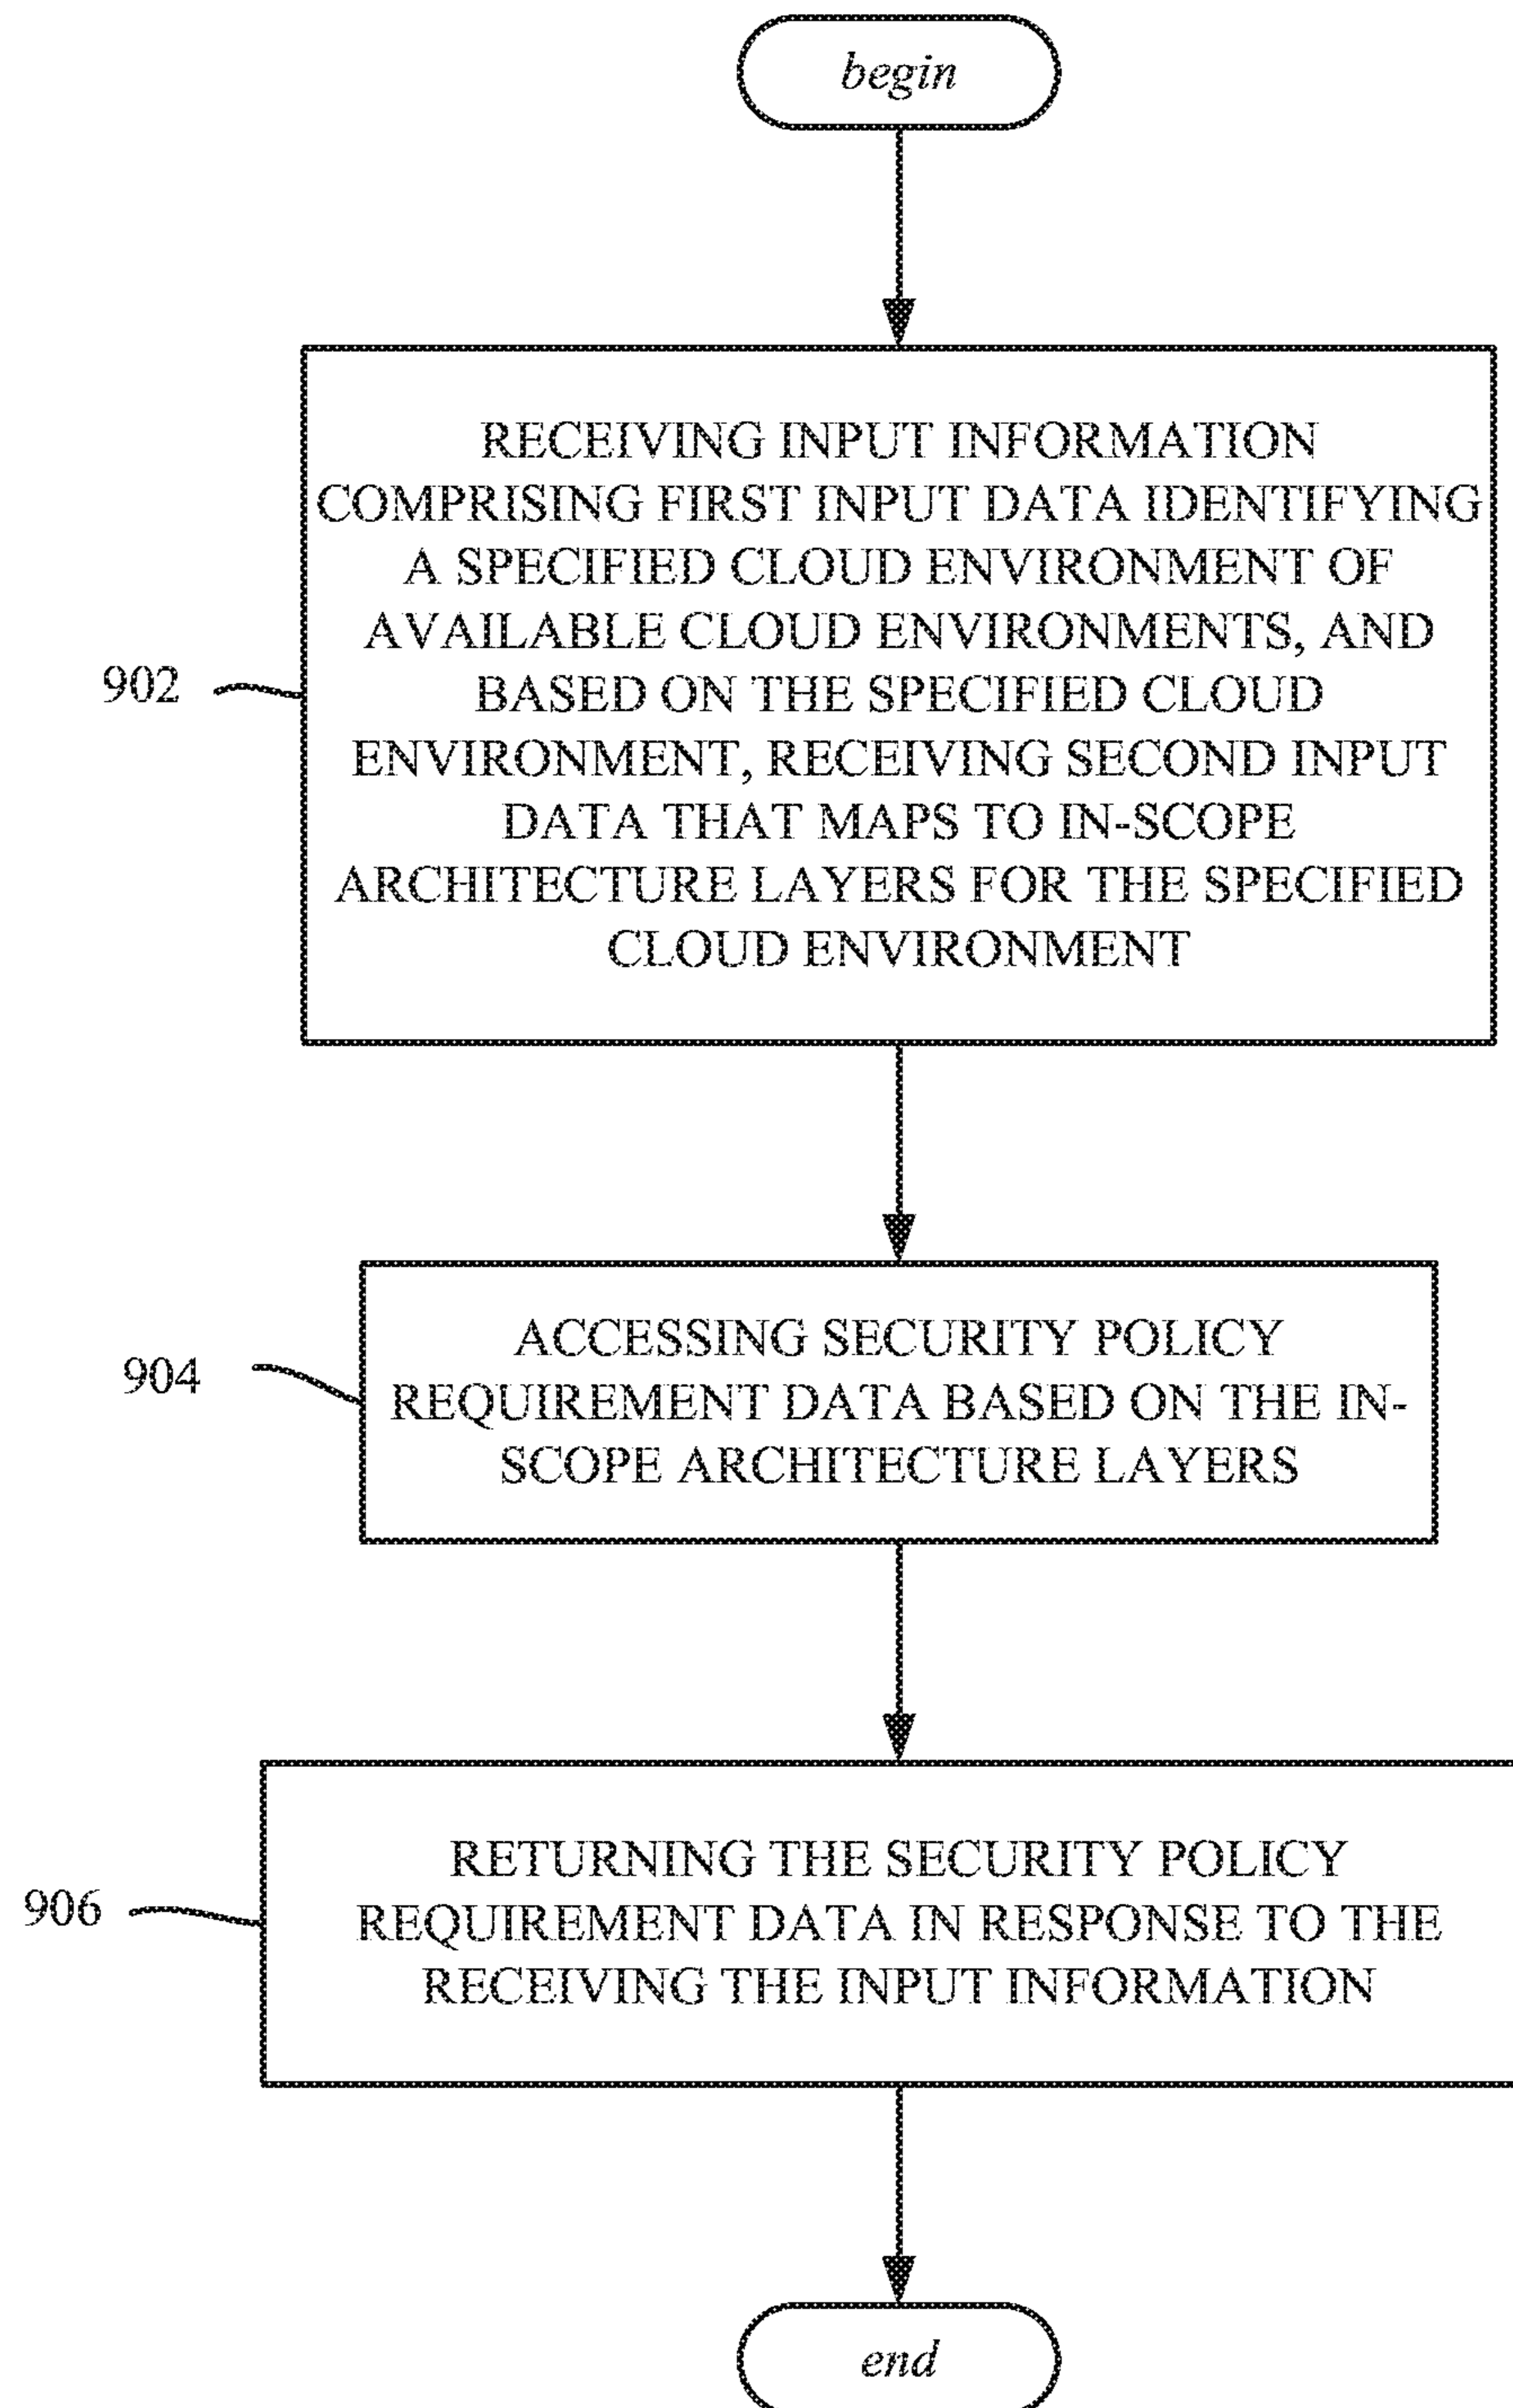 begin
RECEIVING INPUT INFORMATION
COMPRISING FIRST INPUT DATA IDENTIFYING
A SPECIFIED CLOUD ENVIRONMENT OF
AVAILABLE CLOUD ENVIRONMENTS, AND
BASED ON THE SPECIFIED CLOUD
ENVIRONMENT, RECEIVING SECOND INPUT
DATA THAT MAPS TO IN-SCOPE
ARCHITECTURE LAYERS FOR THE SPECIFIED
CLOUD ENVIRONMENT
902
ACCESSING SECURITY POLICY
REQUIREMENT DATA BASED ON THE IN-
SCOPE ARCHITECTURE LAYERS
904
RETURNING THE SECURITY POLICY
REQUIREMENT DATA IN RESPONSE TO THE
RECEIVING THE INPUT INFORMATION
906
end